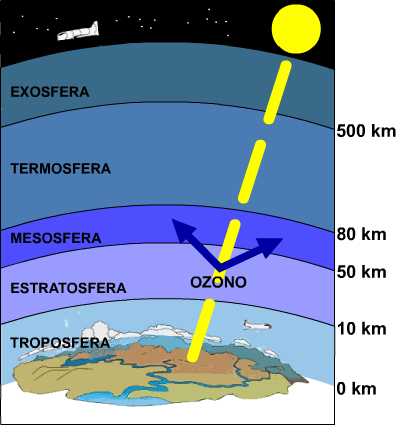 EXOSFERA
500 km
TERMOSFERA
MESOSFERA
80 km
50 km
ESTRATOSFERA
OZONO
10 km
TROPOSFERA
0 km